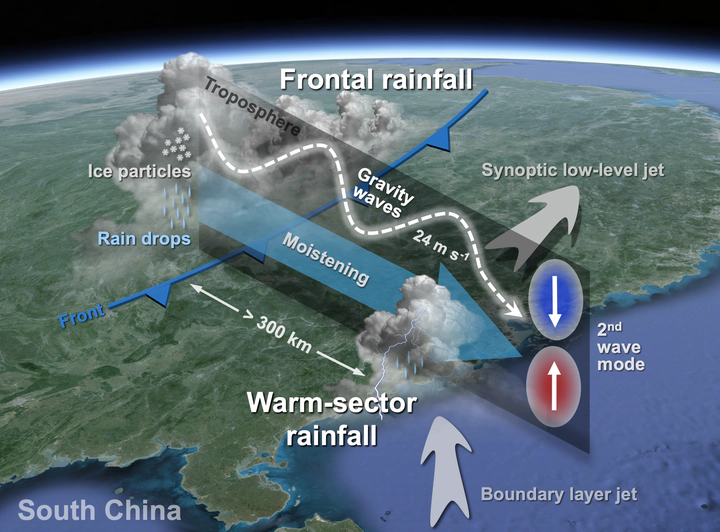 Frontal rainfall
Troposphere
Ice particles
Synoptic low-level jet
Gravity
waves
Rain drops
Moistening
24 m s⁻¹
Front
> 300 km
2nd
wave
mode
Warm-sector
rainfall
Boundary layer jet
South China